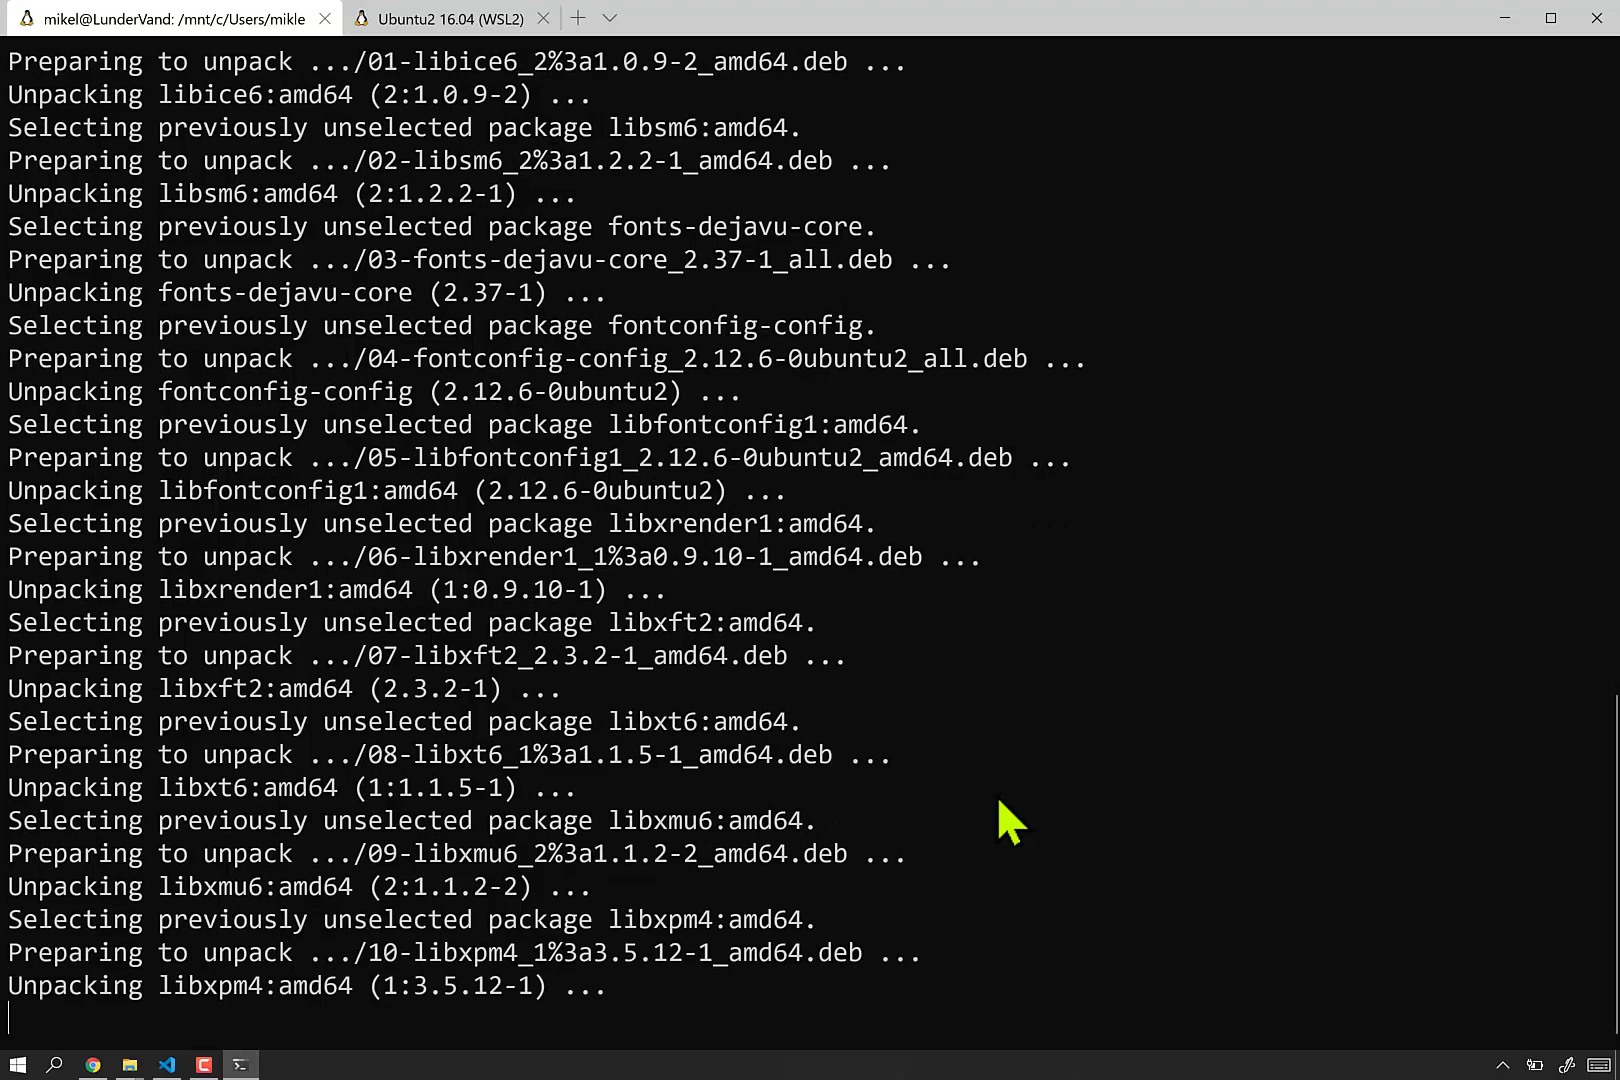 mikel@LunderVand: /mnt/c/Users/mikle
Ubuntu2 16.04 (WSL2)
Preparing to unpack .../01-libice6_2%3a1.0.9-2_amd64.deb ...
Unpacking libice6:amd64 (2:1.0.9-2) ...
Selecting previously unselected package libsm6:amd64.
Preparing to unpack .../02-libsm6_2%3a1.2.2-1_amd64.deb ...
Unpacking libsm6:amd64 (2:1.2.2-1) ...
Selecting previously unselected package fonts-dejavu-core.
Preparing to unpack .../03-fonts-dejavu-core_2.37-1_all.deb ...
Unpacking fonts-dejavu-core (2.37-1) ...
Selecting previously unselected package fontconfig-config.
Preparing to unpack .../04-fontconfig-config_2.12.6-0ubuntu2_all.deb ...
Unpacking fontconfig-config (2.12.6-0ubuntu2) ...
Selecting previously unselected package libfontconfig1:amd64.
Preparing to unpack .../05-libfontconfig1_2.12.6-0ubuntu2_amd64.deb ...
Unpacking libfontconfig1:amd64 (2.12.6-0ubuntu2) ...
Selecting previously unselected package libxrender1:amd64.
Preparing to unpack .../06-libxrender1_1%3a0.9.10-1_amd64.deb ...
Unpacking libxrender1:amd64 (1:0.9.10-1) ...
Selecting previously unselected package libxft2:amd64.
Preparing to unpack .../07-libxft2_2.3.2-1_amd64.deb ...
Unpacking libxft2:amd64 (2.3.2-1) ...
Selecting previously unselected package libxt6:amd64.
Preparing to unpack .../08-libxt6_1%3a1.1.5-1_amd64.deb ...
Unpacking libxt6:amd64 (1:1.1.5-1) ...
Selecting previously unselected package libxmu6:amd64.
Preparing to unpack .../09-libxmu6_2%3a1.1.2-2_amd64.deb ...
Unpacking libxmu6:amd64 (2:1.1.2-2) ...
Selecting previously unselected package libxpm4:amd64.
Preparing to unpack .../10-libxpm4_1%3a3.5.12-1_amd64.deb ...
Unpacking libxpm4:amd64 (1:3.5.12-1) ...